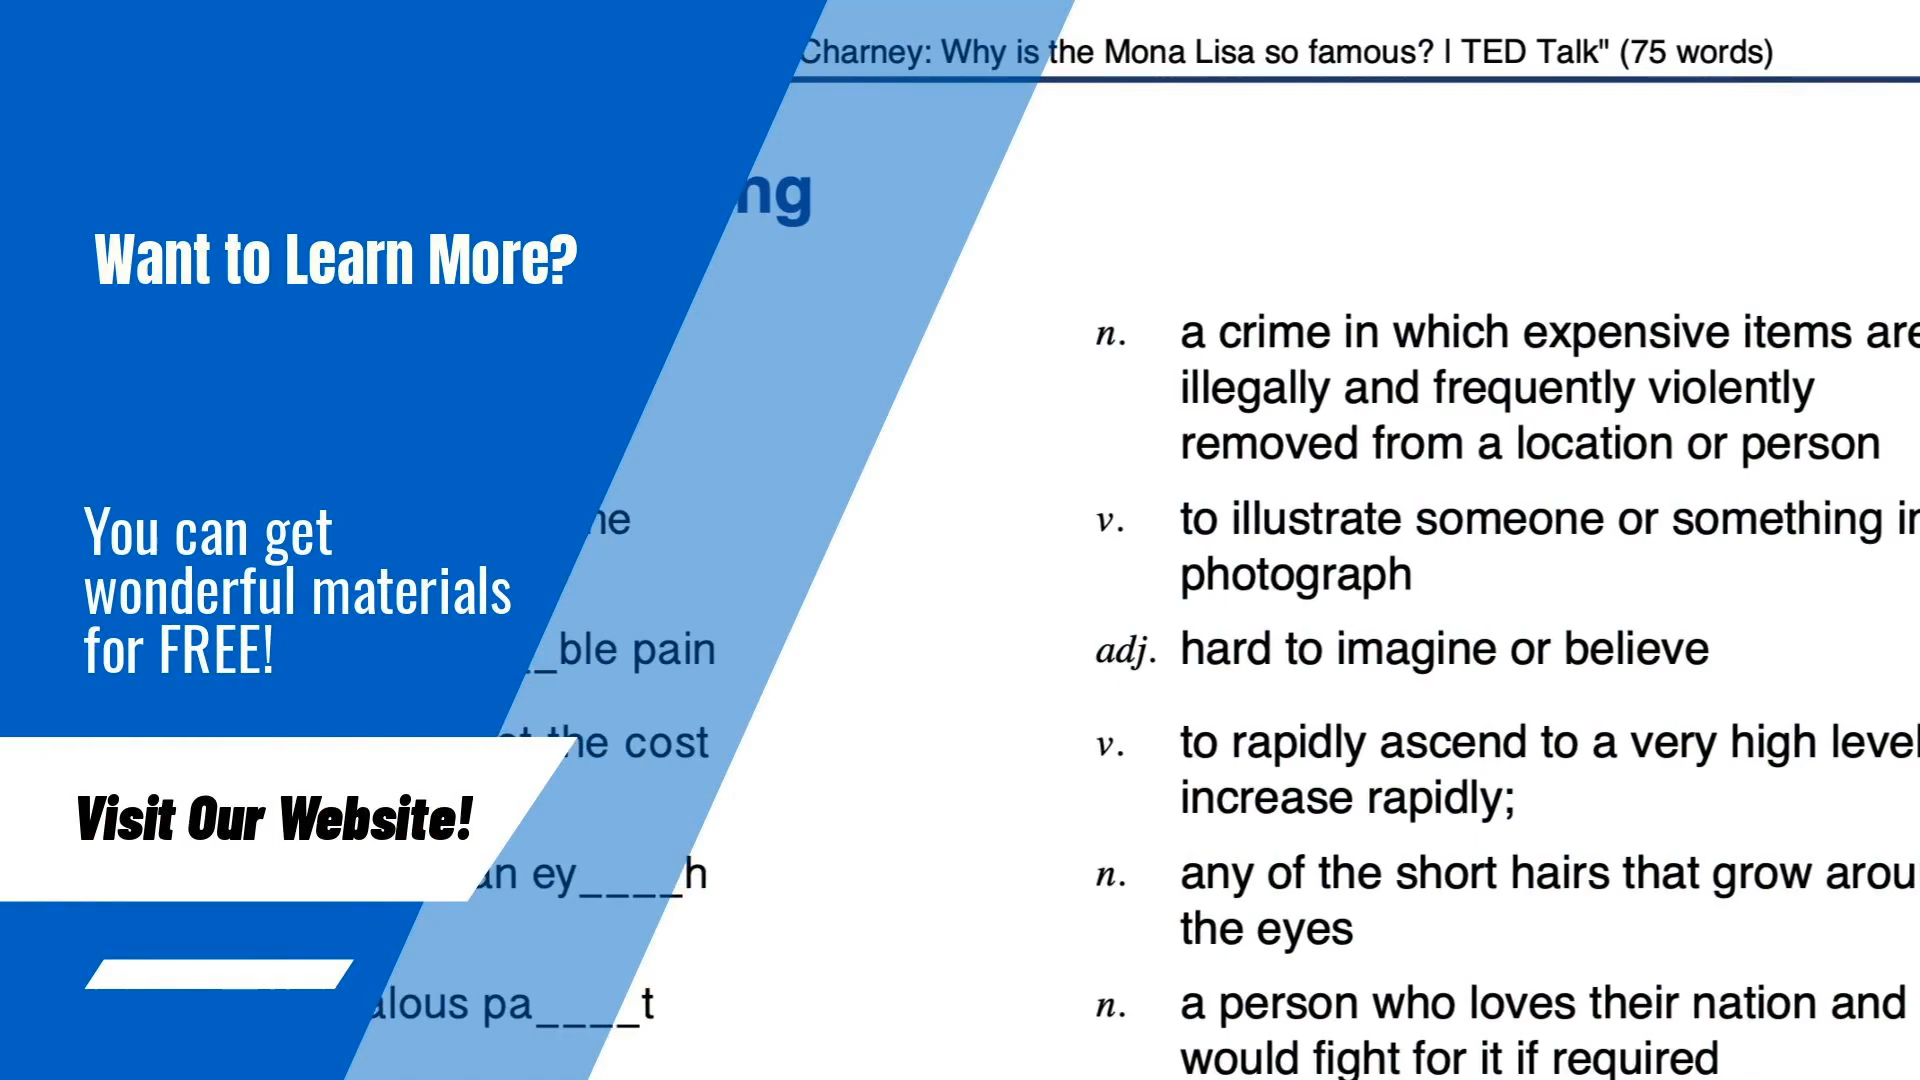 Charney: Why is the Mona Lisa so famous? | TED Talk" (75 words)
Want to Learn More?
You can get
wonderful materials
for FREE!
Visit Our Website!
n. a crime in which expensive items are
illegally and frequently violently
removed from a location or person
v. to illustrate someone or something in
photograph
_ble pain
adj. hard to imagine or believe
the cost
v. to rapidly ascend to a very high level
increase rapidly;
an ey____h
n. any of the short hairs that grow
the eyes
pa____t
n. a person who loves their nation and
would fight for it if required